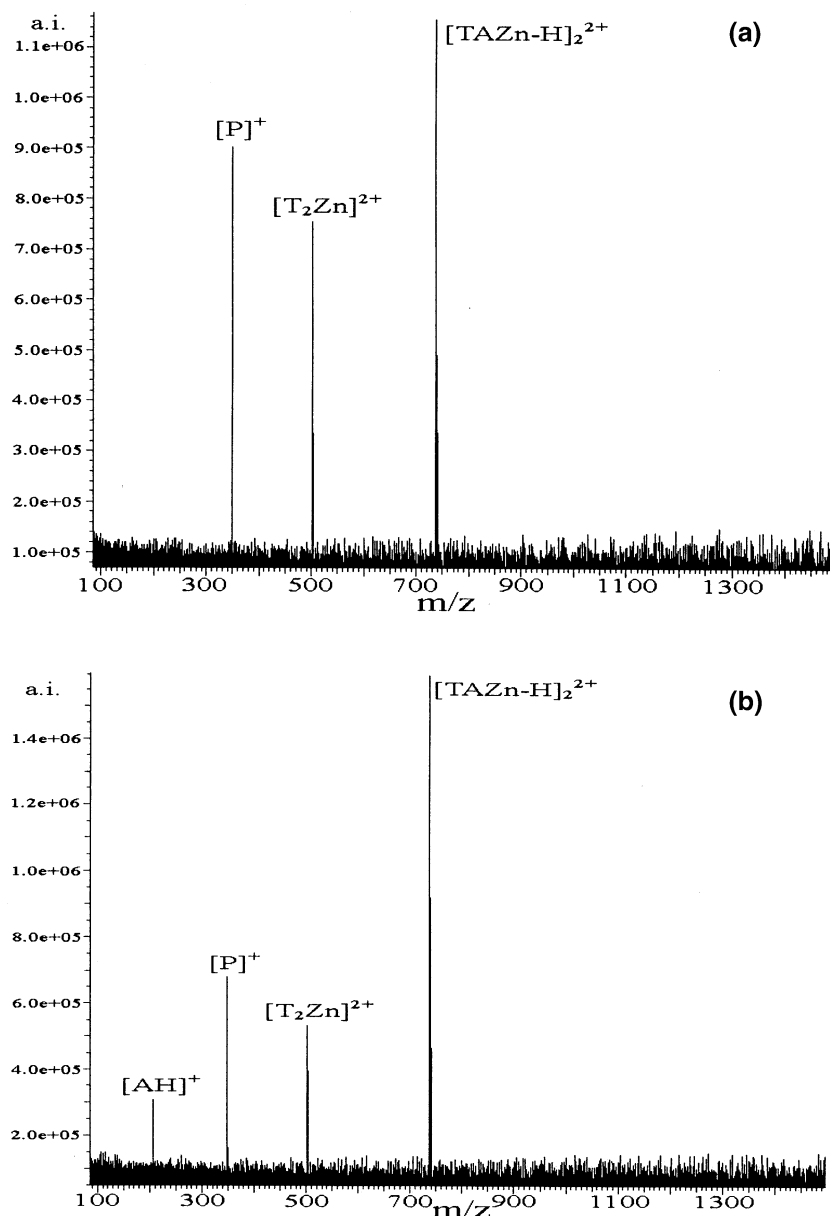 a.i.
(a)
[TAZn-H]₂²⁺
1.1e+06
1.0e+06
[P]⁺
9.0e+05
[T₂Zn]²⁺
8.0e+05
7.0e+05
6.0e+05
5.0e+05
4.0e+05
3.0e+05
2.0e+05
1.0e+05
100 300 500 700 900 1100 1300
m/z
a.i.
[TAZn-H]₂²⁺
(b)
1.4e+06
1.2e+06
1.0e+06
8.0e+05
[P]⁺
6.0e+05
[T₂Zn]²⁺
4.0e+05
[AH]⁺
2.0e+05
100 300 500 700 900 1100 1300
m/z